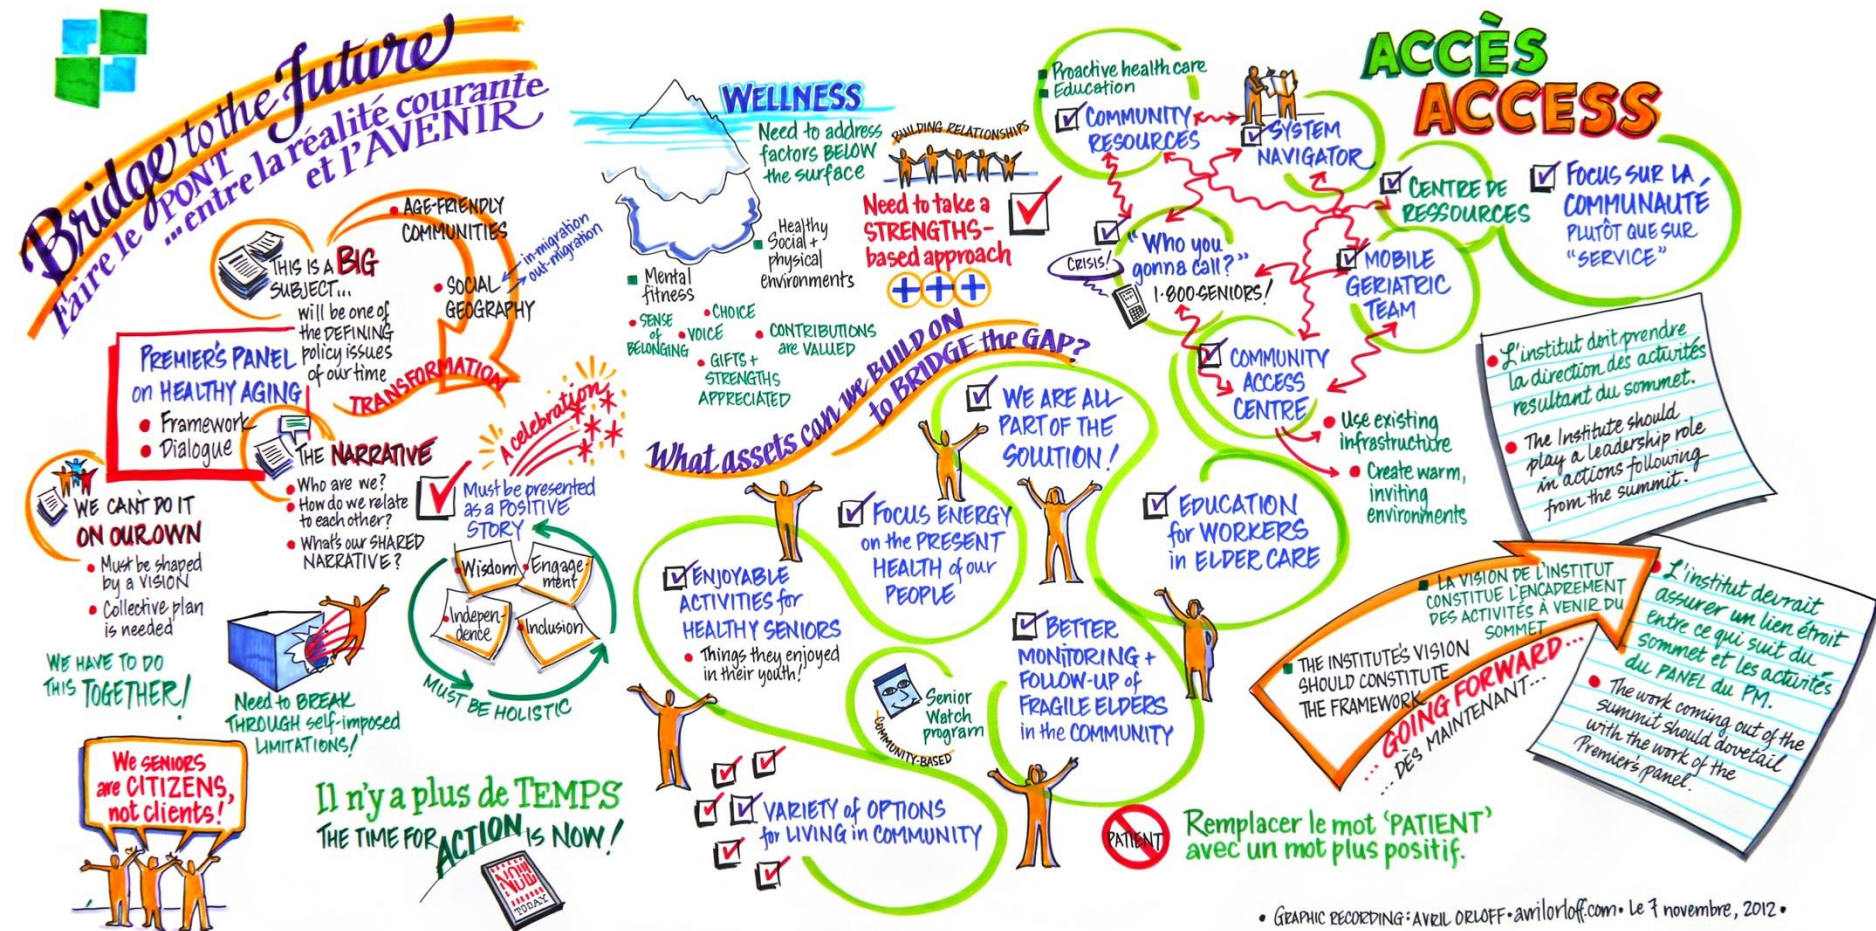 Bridge to the Future
Faire le PONT
...entre la réalité courante
et l'AVENIR
THIS IS A BIG
SUBJECT...
will be one of
the DEFINING
policy issues
of our time
• AGE-FRIENDLY
COMMUNITIES
• SOCIAL
GEOGRAPHY
in-migration
out-migration
TRANSFORMATION
PREMIER'S PANEL
on HEALTHY AGING
• Framework
• Dialogue
THE NARRATIVE
• Who are we?
• How do we relate
to each other?
• What's our SHARED
NARRATIVE?
WE CAN'T DO IT
ON OUR OWN
• Must be shaped
by a VISION
• Collective plan
is needed
WE HAVE TO DO
THIS TOGETHER!
We SENIORS
are CITIZENS,
not clients!
Need to BREAK
THROUGH self-imposed
LIMITATIONS!
A celebration
Must be presented
as a POSITIVE
STORY
• Wisdom
• Engage-
ment
• Indepen-
dence
• Inclusion
MUST BE HOLISTIC
Il n'y a plus de TEMPS
THE TIME FOR ACTION IS NOW!
NOW
NOW
TODAY
WELLNESS
Need to address
factors BELOW
the surface
■ Mental
fitness
■ Healthy
Social +
physical
environments
• SENSE
of
BELONGING
• VOICE
• CHOICE
• GIFTS +
STRENGTHS
APPRECIATED
• CONTRIBUTIONS
are VALUED
BUILDING RELATIONSHIPS
Need to take a
STRENGTHS-
based approach
+ + +
What assets can we BUILD ON
to BRIDGE the GAP?
WE ARE ALL
PART OF THE
SOLUTION!
FOCUS ENERGY
on the PRESENT
HEALTH of our
PEOPLE
ENJOYABLE
ACTIVITIES for
HEALTHY SENIORS
• Things they enjoyed
in their youth!
EDUCATION
for WORKERS
in ELDER CARE
BETTER
MONITORING +
FOLLOW-UP of
FRAGILE ELDERS
in the COMMUNITY
Senior
Watch
program
COMMUNITY-BASED
VARIETY of OPTIONS
for LIVING in COMMUNITY
ACCÈS
ACCESS
■ Proactive health care
■ Education
COMMUNITY
RESOURCES
SYSTEM
NAVIGATOR
CENTRE DE
RESSOURCES
FOCUS SUR LA
COMMUNAUTÉ
PLUTÔT QUE SUR
"SERVICE"
"Who you
gonna call?"
CRISIS!
1-800-SENIORS!
MOBILE
GERIATRIC
TEAM
COMMUNITY
ACCESS
CENTRE
• Use existing
infrastructure
• Create warm,
inviting
environments
• L'institut doit prendre
la direction des activités
resultant du sommet.
• The Institute should
play a leadership role
in actions following
from the summit.
■ LA VISION DE L'INSTITUT
CONSTITUE L'ENCADREMENT
DES ACTIVITÉS À VENIR DU
SOMMET
■ THE INSTITUTE'S VISION
SHOULD CONSTITUTE
THE FRAMEWORK
... GOING FORWARD...
... DÈS MAINTENANT...
• L'institut devrait
assurer un lien étroit
entre ce qui suit du
sommet et les activités
du PANEL du PM.
• The work coming out of the
summit should dovetail
with the work of the
Premier's panel.
PATIENT
Remplacer le mot 'PATIENT'
avec un mot plus positif.
• GRAPHIC RECORDING: AVRIL ORLOFF • avrilorloff.com • Le 7 novembre, 2012 •